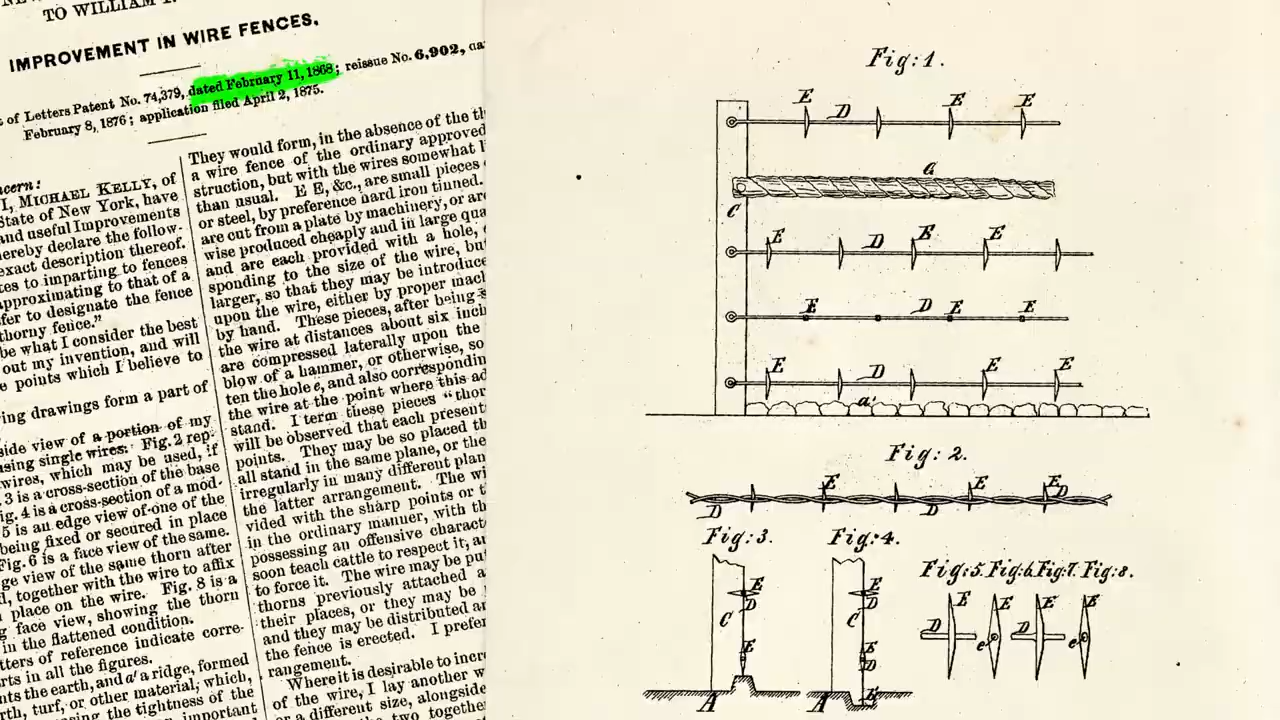 TO WILLIAM
IMPROVEMENT IN WIRE FENCES.
of Letters Patent No. 74,379, dated February 11, 1868; reissue No. 6,902,
February 8, 1876; application filed April 2, 1875.
I, MICHAEL KELLY, of
State of New York, have
and useful Improvements
declare the follow-
exact description thereof.
to imparting to fences
approximating to that of a
to designate the fence
thorny fence."
be what I consider the best
out my invention, and will
points which I believe to
drawings form a part of
side view of a portion of my
using single wires. Fig. 2 rep-
wires, which may be used, if
3 is a cross-section of the base
4 is a cross-section of a mod-
5 is an edge view of one of the
being fixed or secured in place
Fig. 6 is a face view of the same.
view of the same thorn after
together with the wire to affix
place on the wire. Fig. 8 is a
face view, showing the thorn
in the flattened condition.
of reference indicate corre-
in all the figures.
the earth, and a' a ridge, formed
turf, or other material, which,
the tightness of the
important
They would form, in the absence of the
a wire fence of the ordinary approved
struction, but with the wires somewhat
than usual. E E, &c., are small pieces
or steel, by preference hard iron tinned.
are cut from a plate by machinery, or
wise produced cheaply and in large
and are each provided with a hole,
sponding to the size of the wire,
larger, so that they may be
upon the wire, either by proper
by hand. These pieces, after being
the wire at distances about six
are compressed laterally upon the
blow of a hammer, or otherwise, so
ten the hole e, and also
the wire at the point where this
stand. I term these pieces
will be observed that each
points. They may be so placed
all stand in the same plane, or
irregularly in many different
the latter arrangement. The
vided with the sharp points or
in the ordinary manner, with
possessing an offensive
soon teach cattle to respect it,
to force it. The wire may be
thorns previously attached
their places, or they may be
and they may be distributed
the fence is erected. I prefer
rangement.
Where it is desirable to
of the wire, I lay another
or a different size, alongside
the two together
Fig: 1.
E D E E
a
C
E D E E
E D E E
E D E E
a'
Fig: 2.
E E E D
D D
Fig: 3. Fig: 4.
E D C E A
E D C E D E A
Fig: 5. Fig: 6. Fig: 7. Fig: 8.
E E E E
D e D e